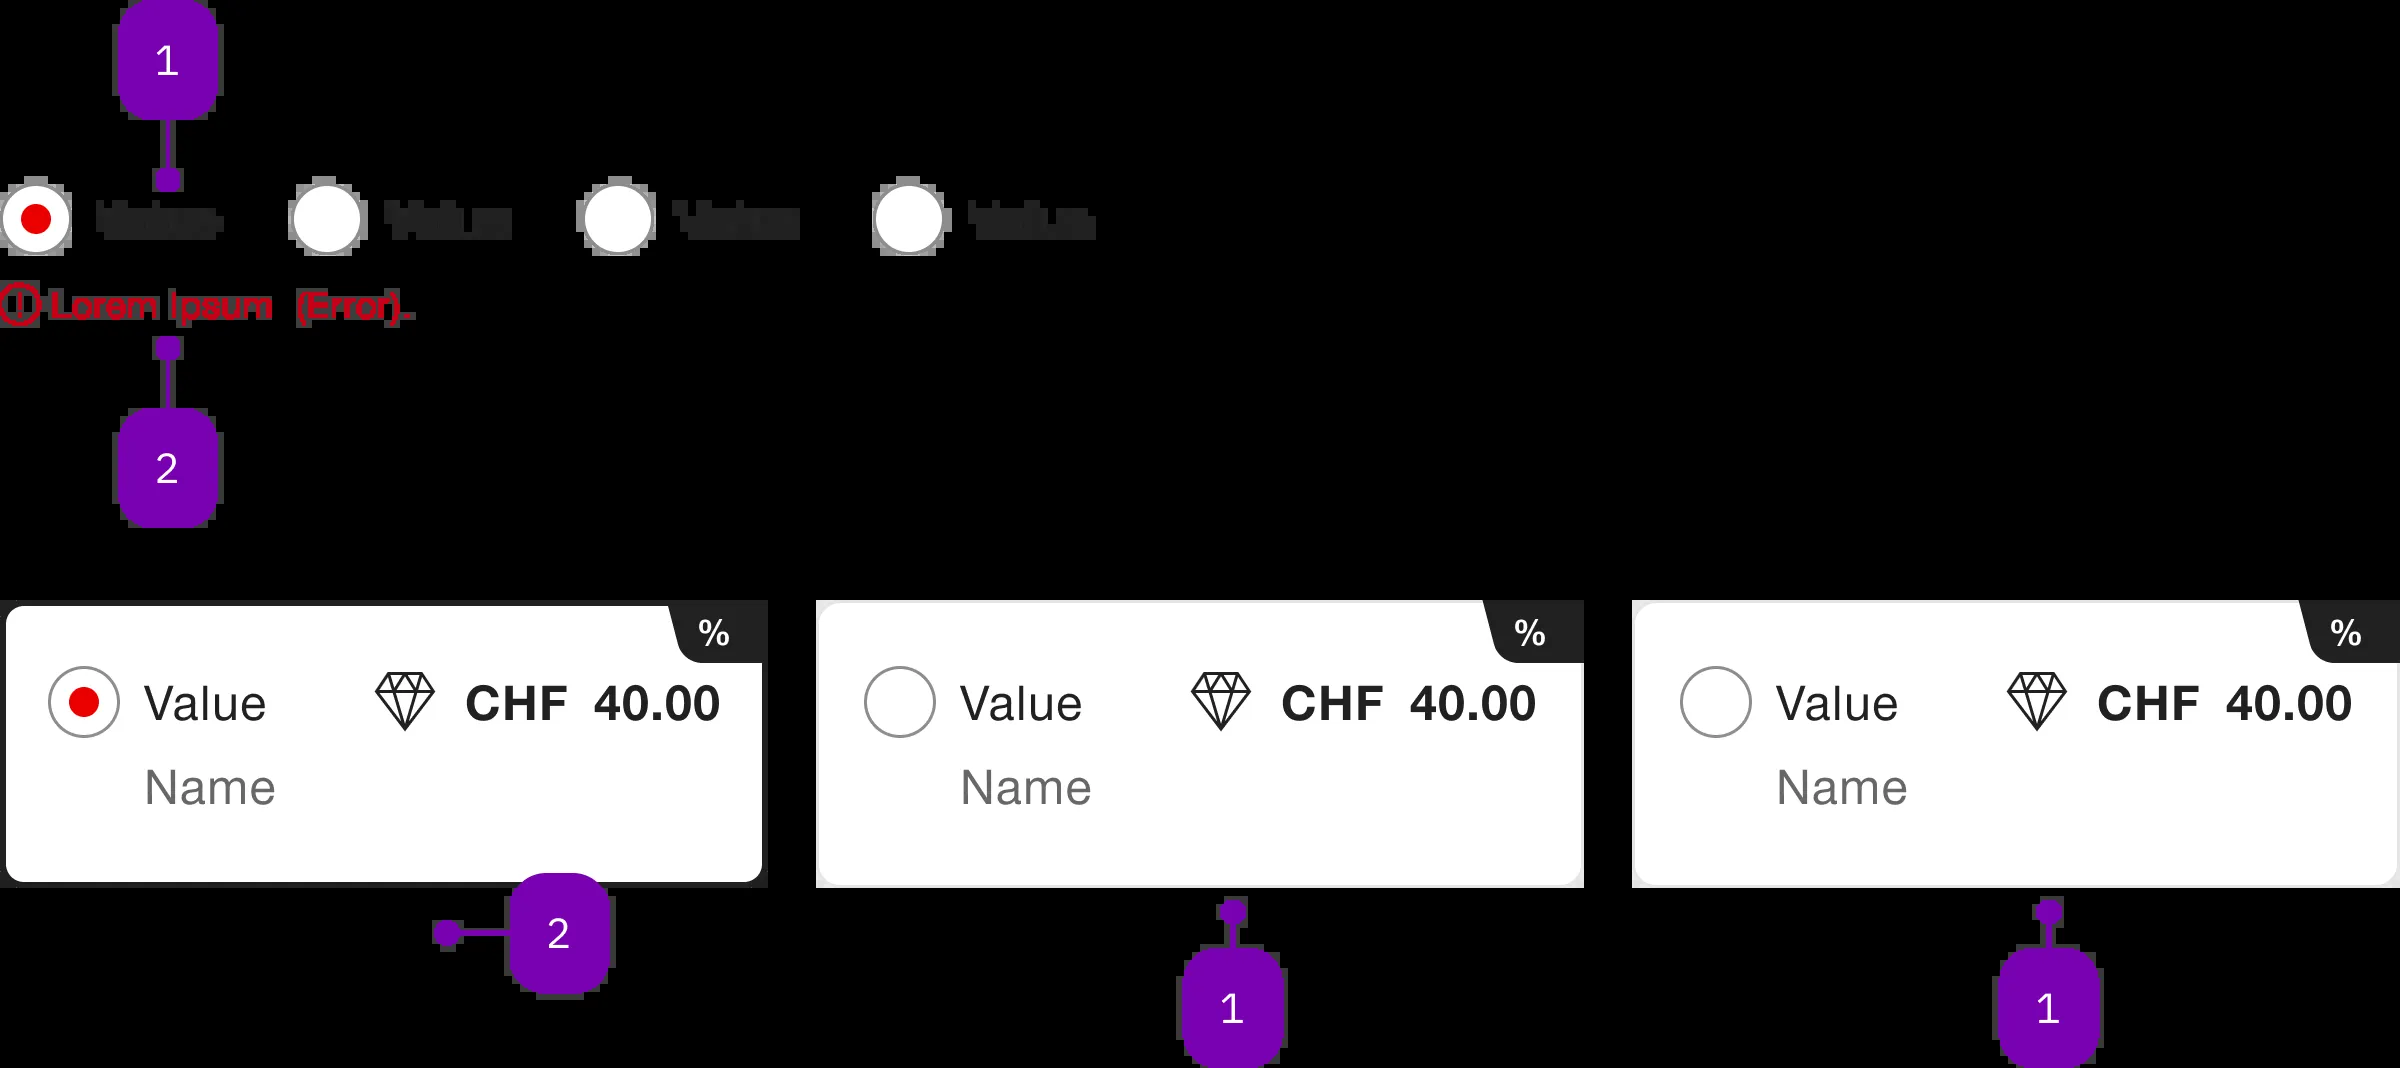 1
Value Value Value Value
Lorem Ipsum (Error).
2
% % %
Value CHF 40.00 Value CHF 40.00 Value CHF 40.00
Name Name Name
2
1 1